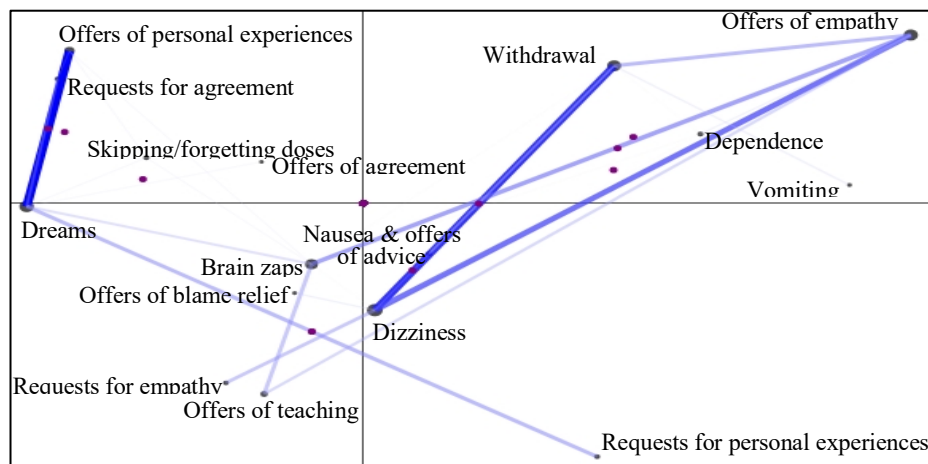 Offers of empathy
Offers of personal experiences
Withdrawal
Requests for agreement
Dependence
Skipping/forgetting doses
Offers of agreement
Vomiting
Dreams
Nausea & offers
of advice
Brain zaps
Offers of blame relief
Dizziness
Requests for empathy
Offers of teaching
Requests for personal experiences